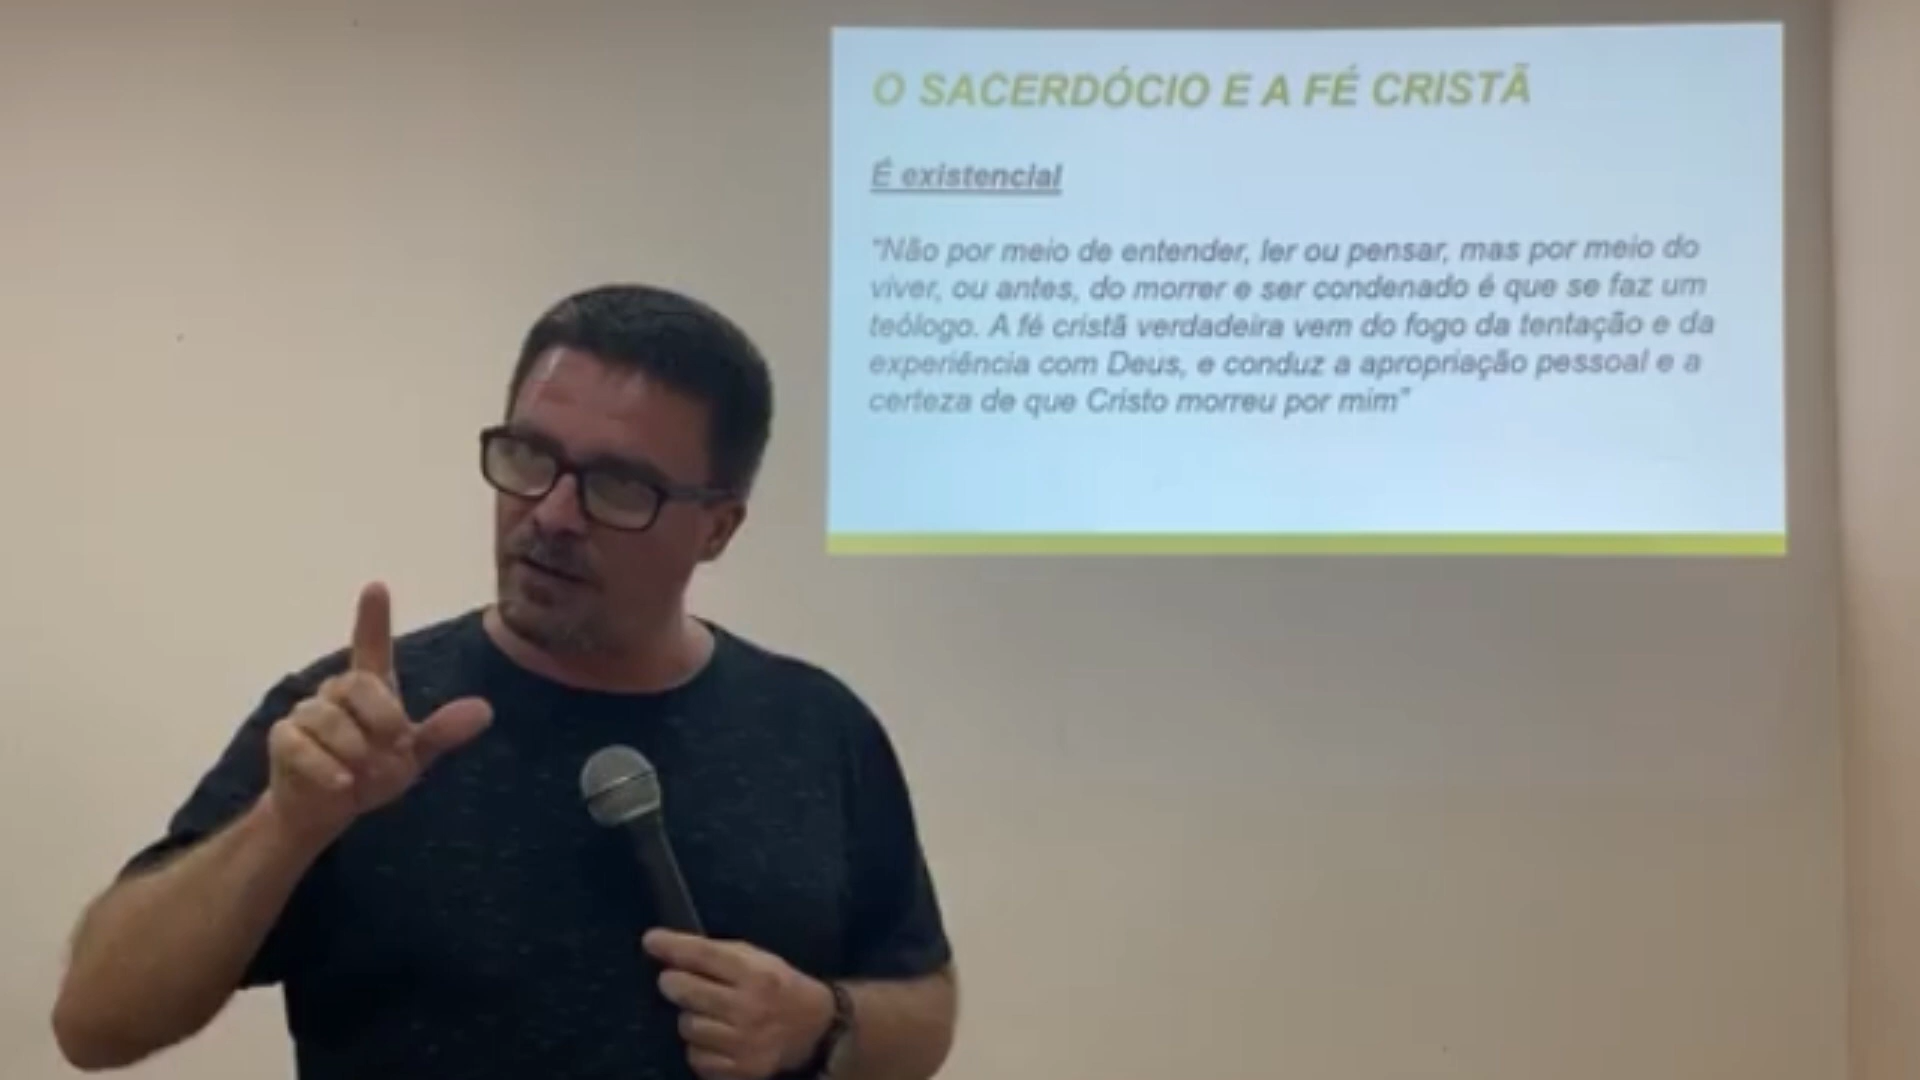 O SACERDÓCIO E A FÉ CRISTÃ
É existencial
"Não por meio de entender, ler ou pensar, mas por meio do
viver, ou antes, do morrer e ser condenado é que se faz um
teólogo. A fé cristã verdadeira vem do fogo da tentação e da
experiência com Deus, e conduz a apropriação pessoal e a
certeza de que Cristo morreu por mim"